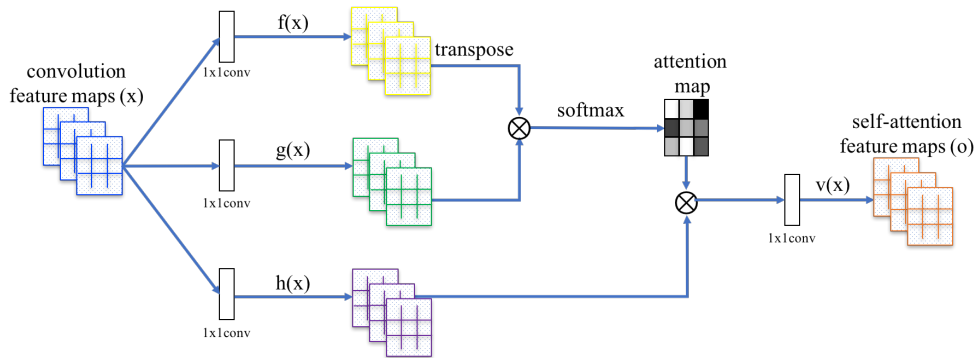 f(x)
1x1conv
transpose
convolution
feature maps (x)
softmax
attention
map
g(x)
1x1conv
self-attention
feature maps (o)
v(x)
1x1conv
h(x)
1x1conv